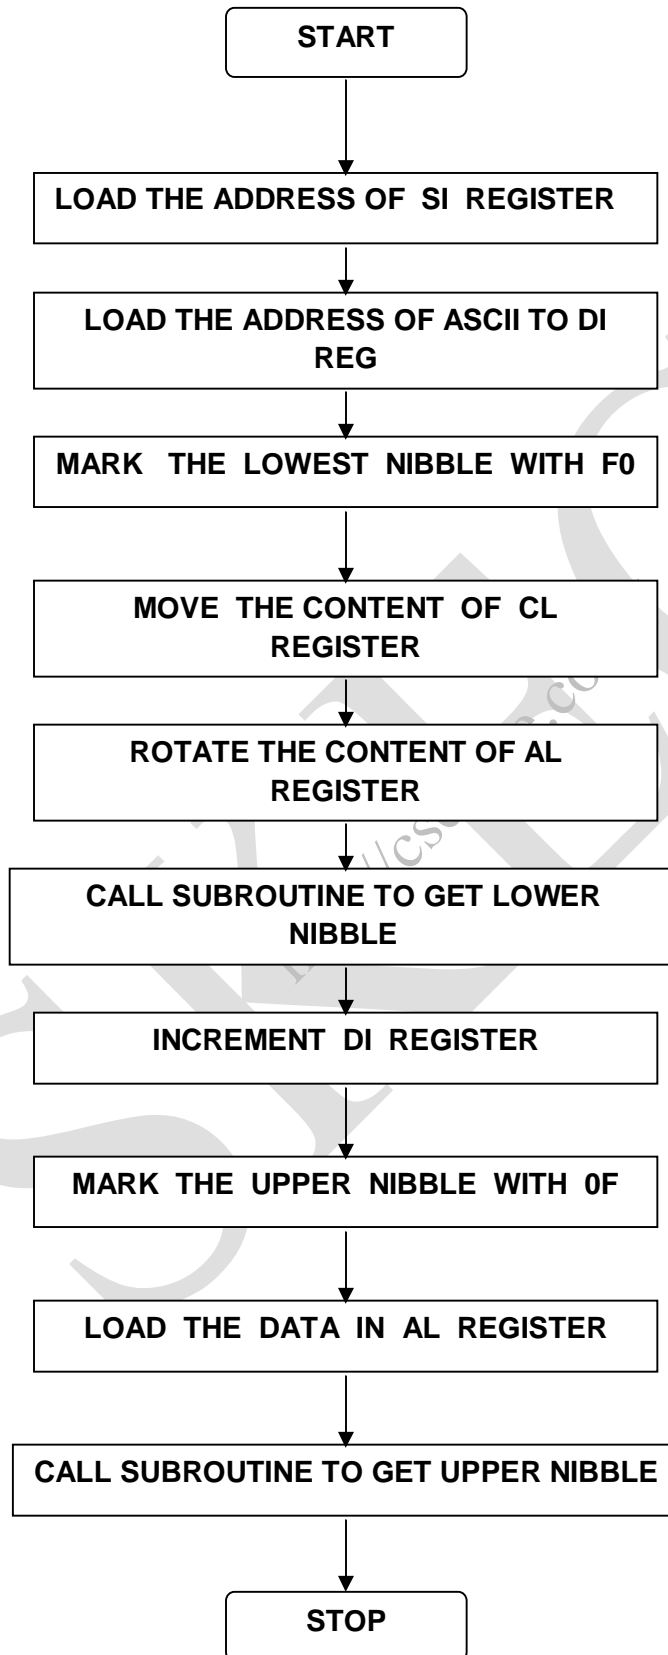 START
LOAD THE ADDRESS OF SI REGISTER
LOAD THE ADDRESS OF ASCII TO DI
REG
MARK THE LOWEST NIBBLE WITH F0
MOVE THE CONTENT OF CL
REGISTER
ROTATE THE CONTENT OF AL
REGISTER
CALL SUBROUTINE TO GET LOWER
NIBBLE
INCREMENT DI REGISTER
MARK THE UPPER NIBBLE WITH 0F
LOAD THE DATA IN AL REGISTER
CALL SUBROUTINE TO GET UPPER NIBBLE
STOP